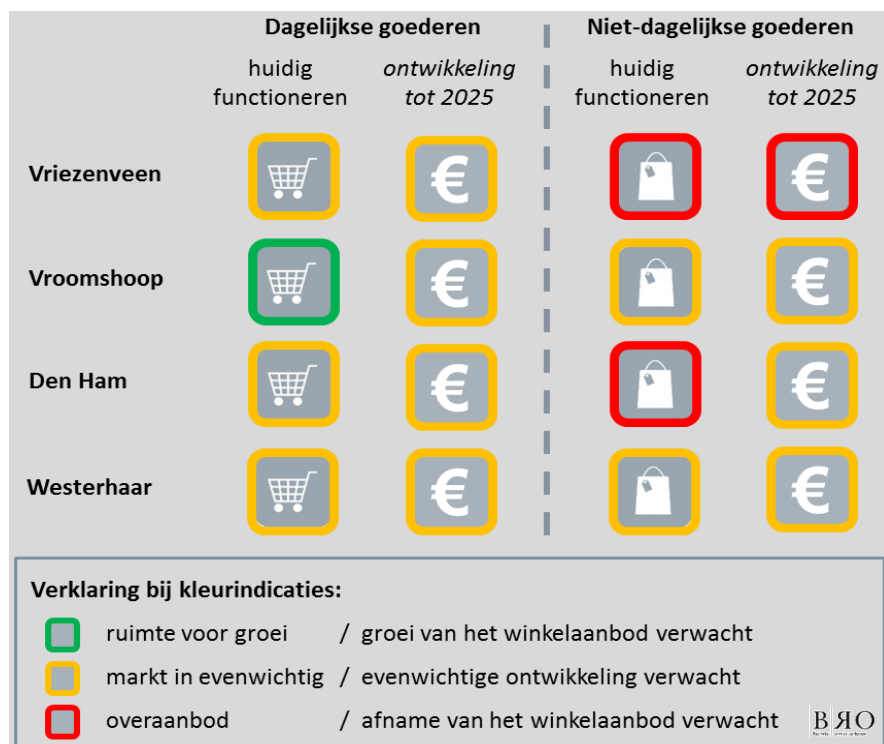 Dagelijkse goederen
Niet-dagelijkse goederen
huidig functioneren
ontwikkeling tot 2025
huidig functioneren
ontwikkeling tot 2025
Vriezenveen
€
€
Vroomshoop
€
€
Den Ham
€
€
Westerhaar
€
€
Verklaring bij kleurindicaties:
ruimte voor groei / groei van het winkelaanbod verwacht
markt in evenwichtig / evenwichtige ontwikkeling verwacht
overaanbod / afname van het winkelaanbod verwacht
BRO